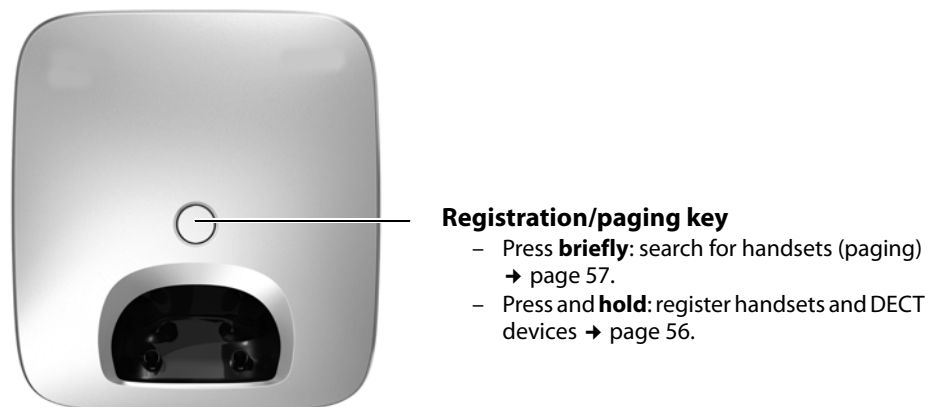 Registration/paging key
– Press briefly: search for handsets (paging)
➔ page 57.
– Press and hold: register handsets and DECT
devices ➔ page 56.